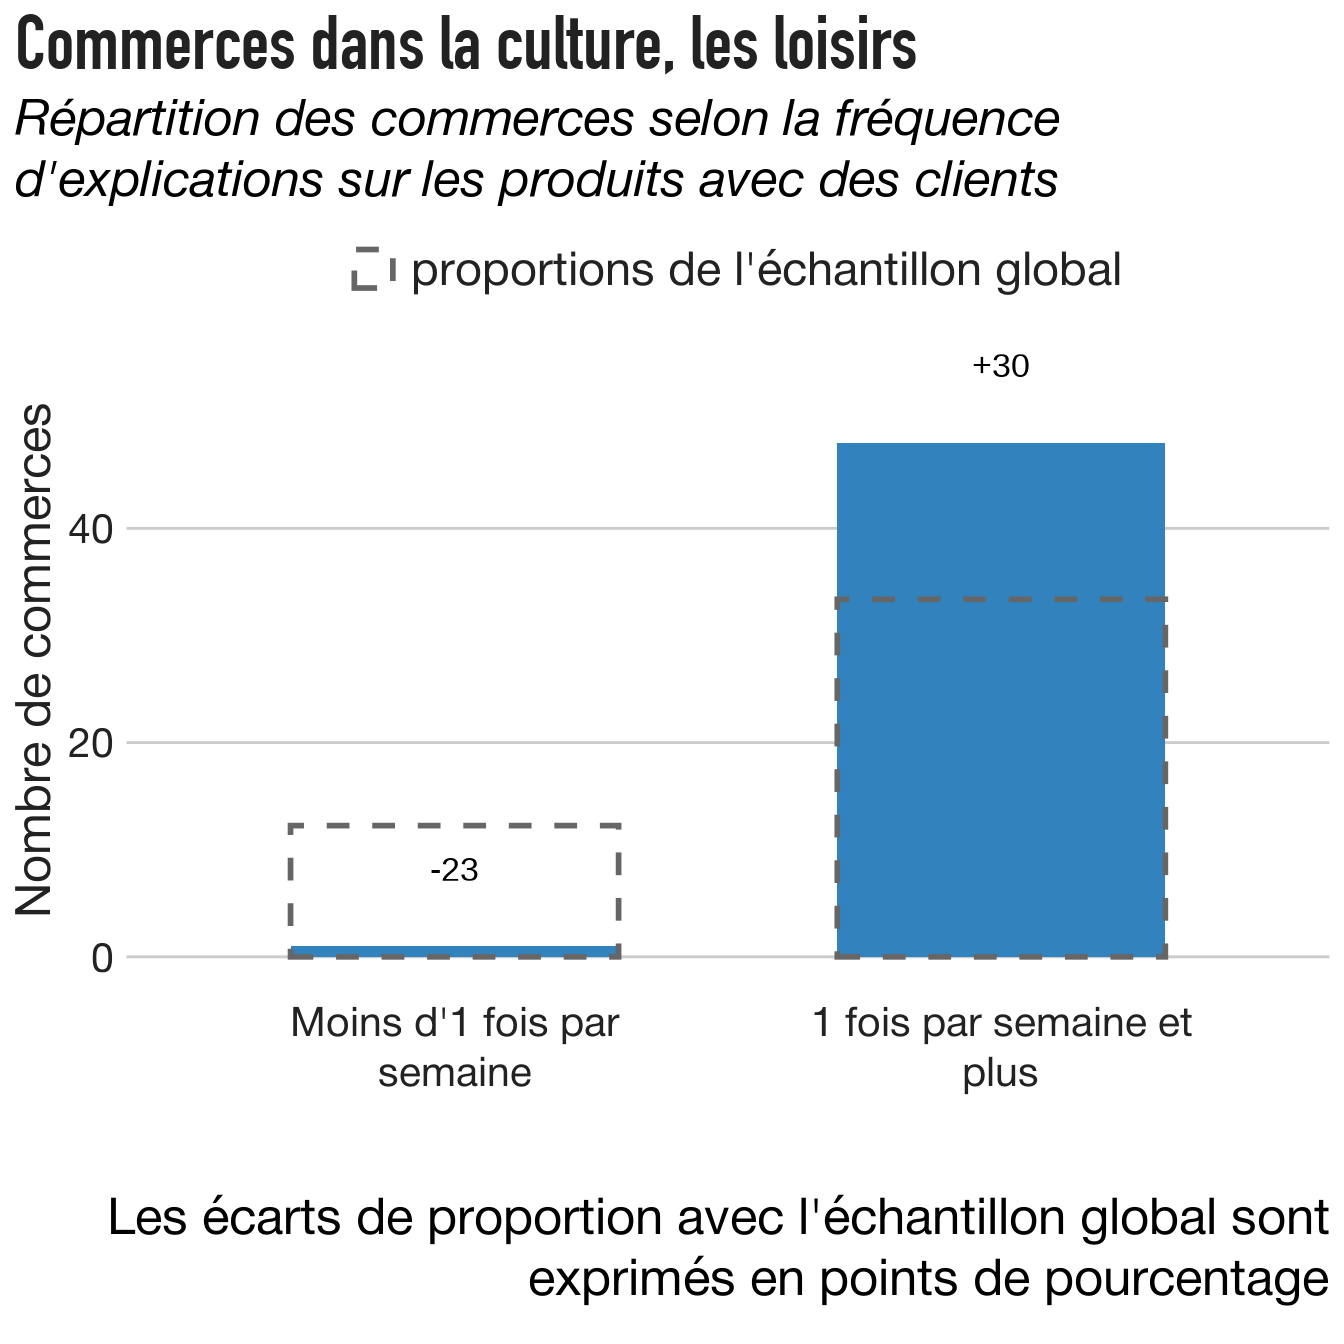 Commerces dans la culture, les loisirs
Répartition des commerces selon la fréquence
d'explications sur les produits avec des clients
proportions de l'échantillon global
+30
Nombre de commerces
40
20
-23
0
Moins d'1 fois par
semaine
1 fois par semaine et
plus
Les écarts de proportion avec l'échantillon global sont
exprimés en points de pourcentage